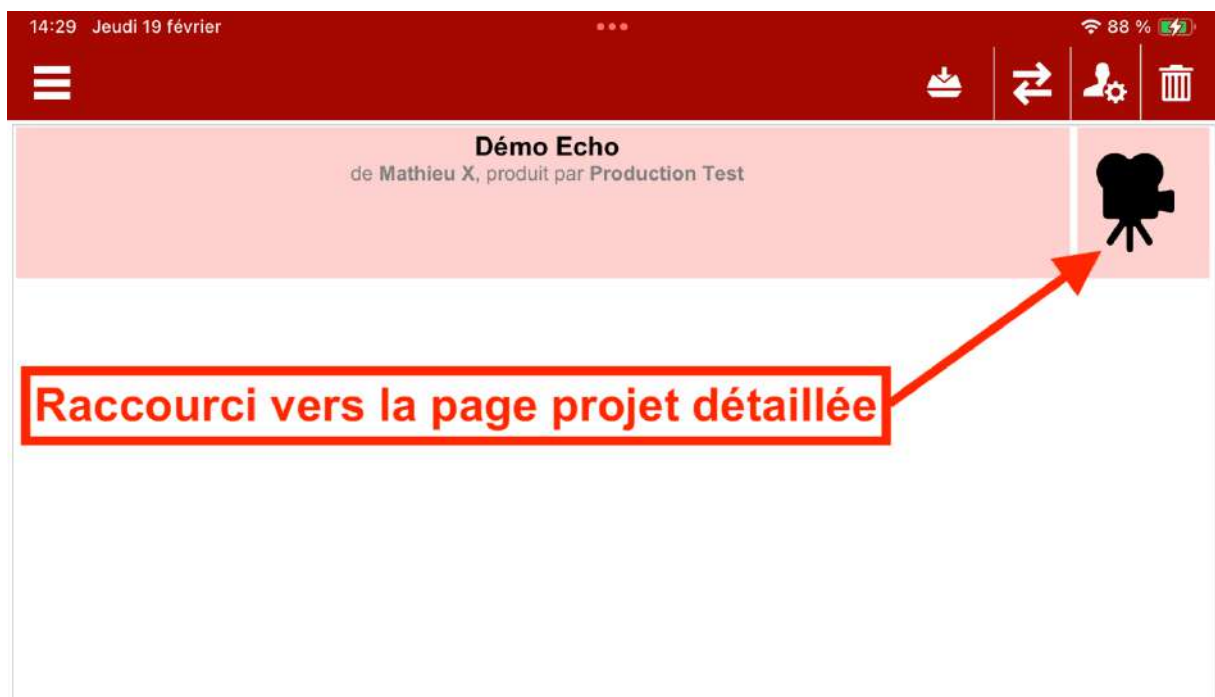 14:29 Jeudi 19 février
88 %
Démo Echo
de Mathieu X, produit par Production Test
Raccourci vers la page projet détaillée